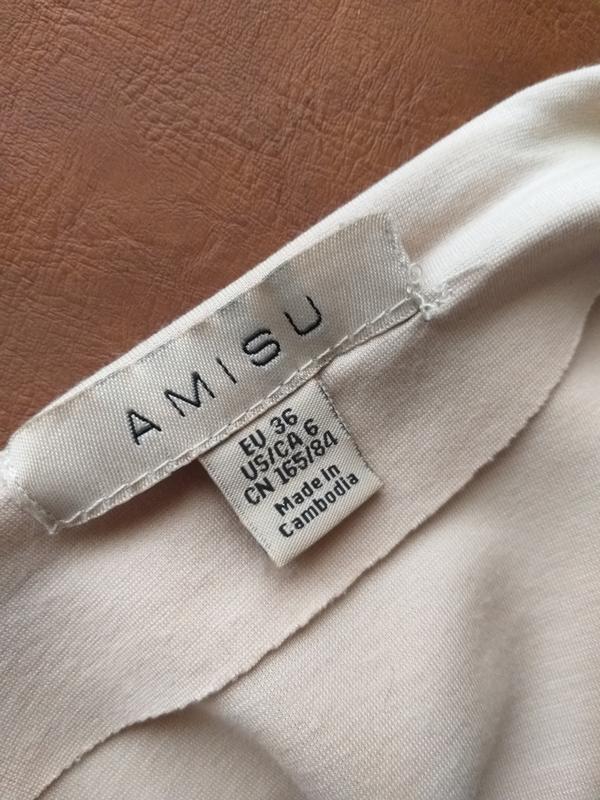 AMISU
EU 36
US/CA 6
CN 165/84
Made in
Cambodia